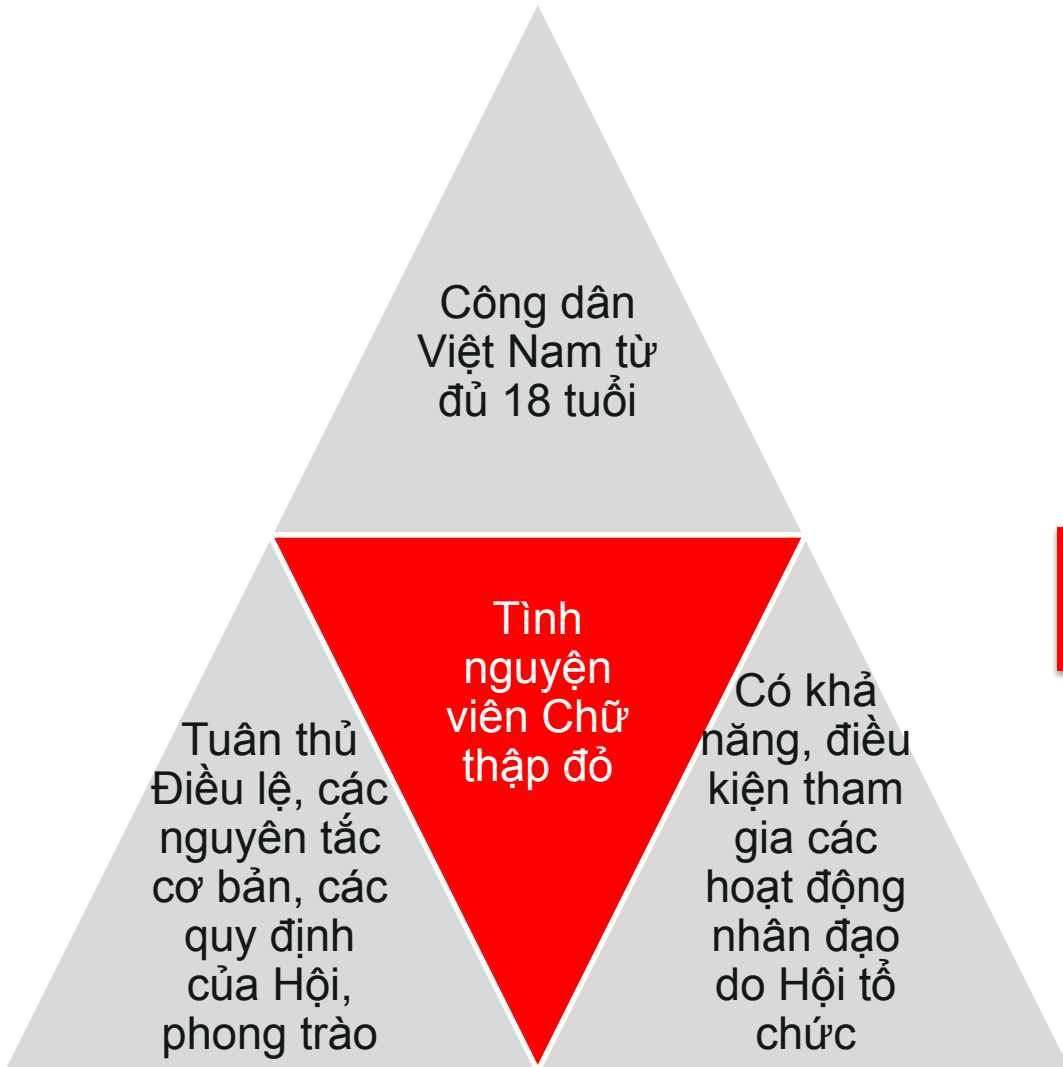 Công dân
Việt Nam từ
đủ 18 tuổi
Tình
nguyện
viên Chữ
thập đỏ
Tuân thủ
Điều lệ, các
nguyên tắc
cơ bản, các
quy định
của Hội,
phong trào
Có khả
năng, điều
kiện tham
gia các
hoạt động
nhân đạo
do Hội tổ
chức